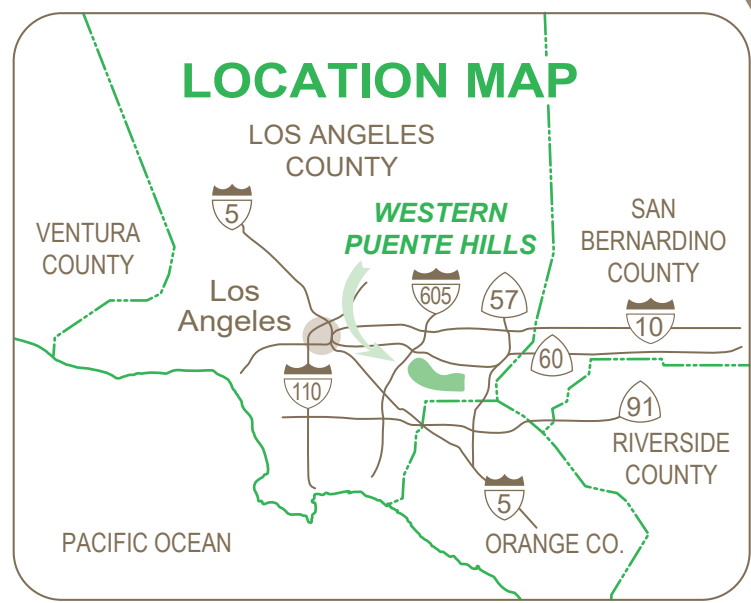 LOCATION MAP
LOS ANGELES
COUNTY
5
WESTERN
PUENTE HILLS
SAN
BERNARDINO
COUNTY
VENTURA
COUNTY
605
57
Los
Angeles
10
60
110
91
RIVERSIDE
COUNTY
5
PACIFIC OCEAN
ORANGE CO.